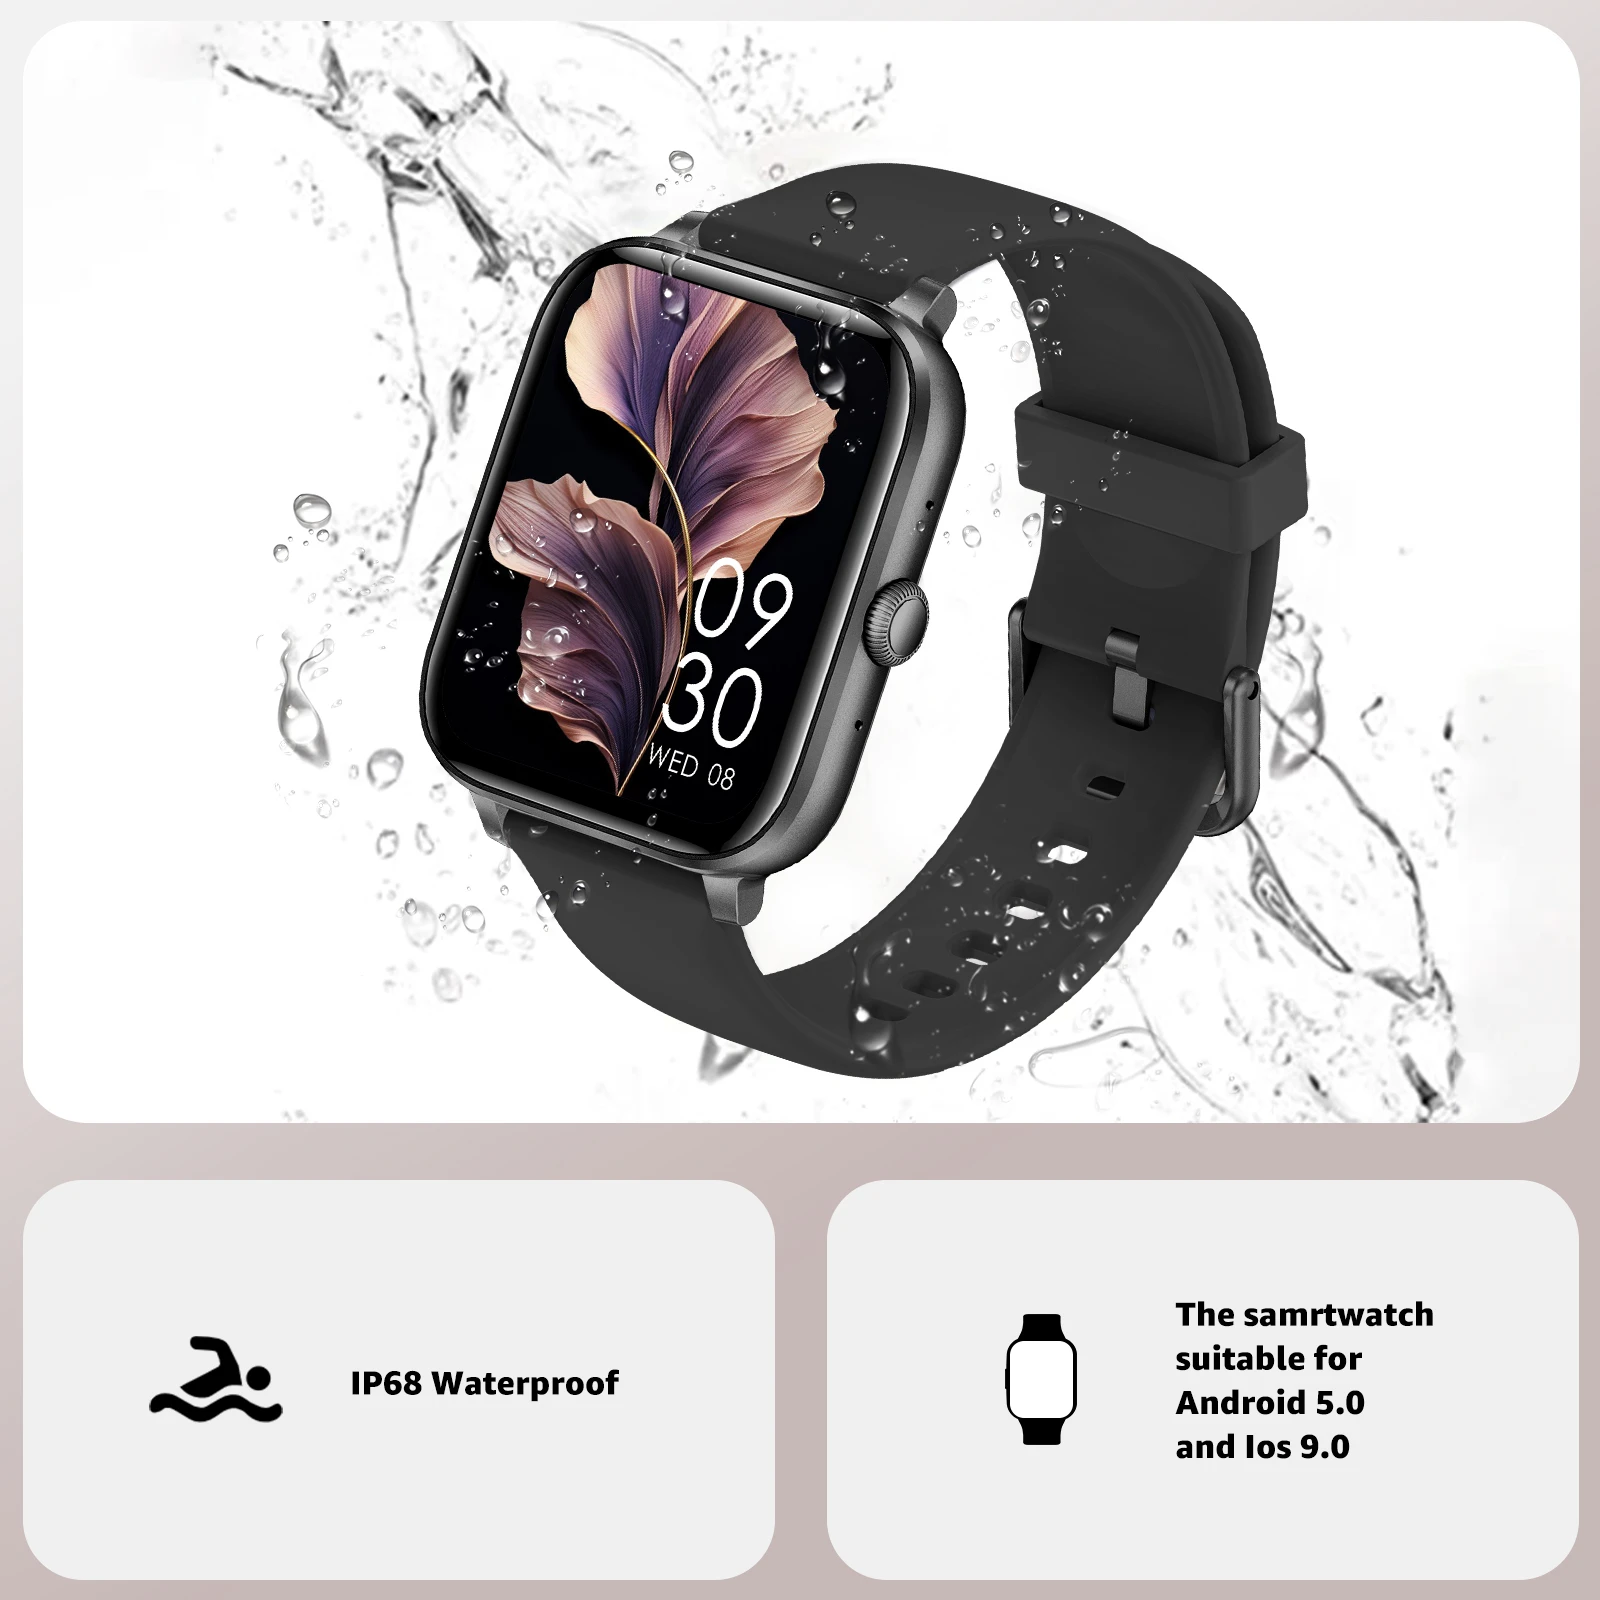 09
30
WED 08
IP68 Waterproof
The samrtwatch
suitable for
Android 5.0
and Ios 9.0